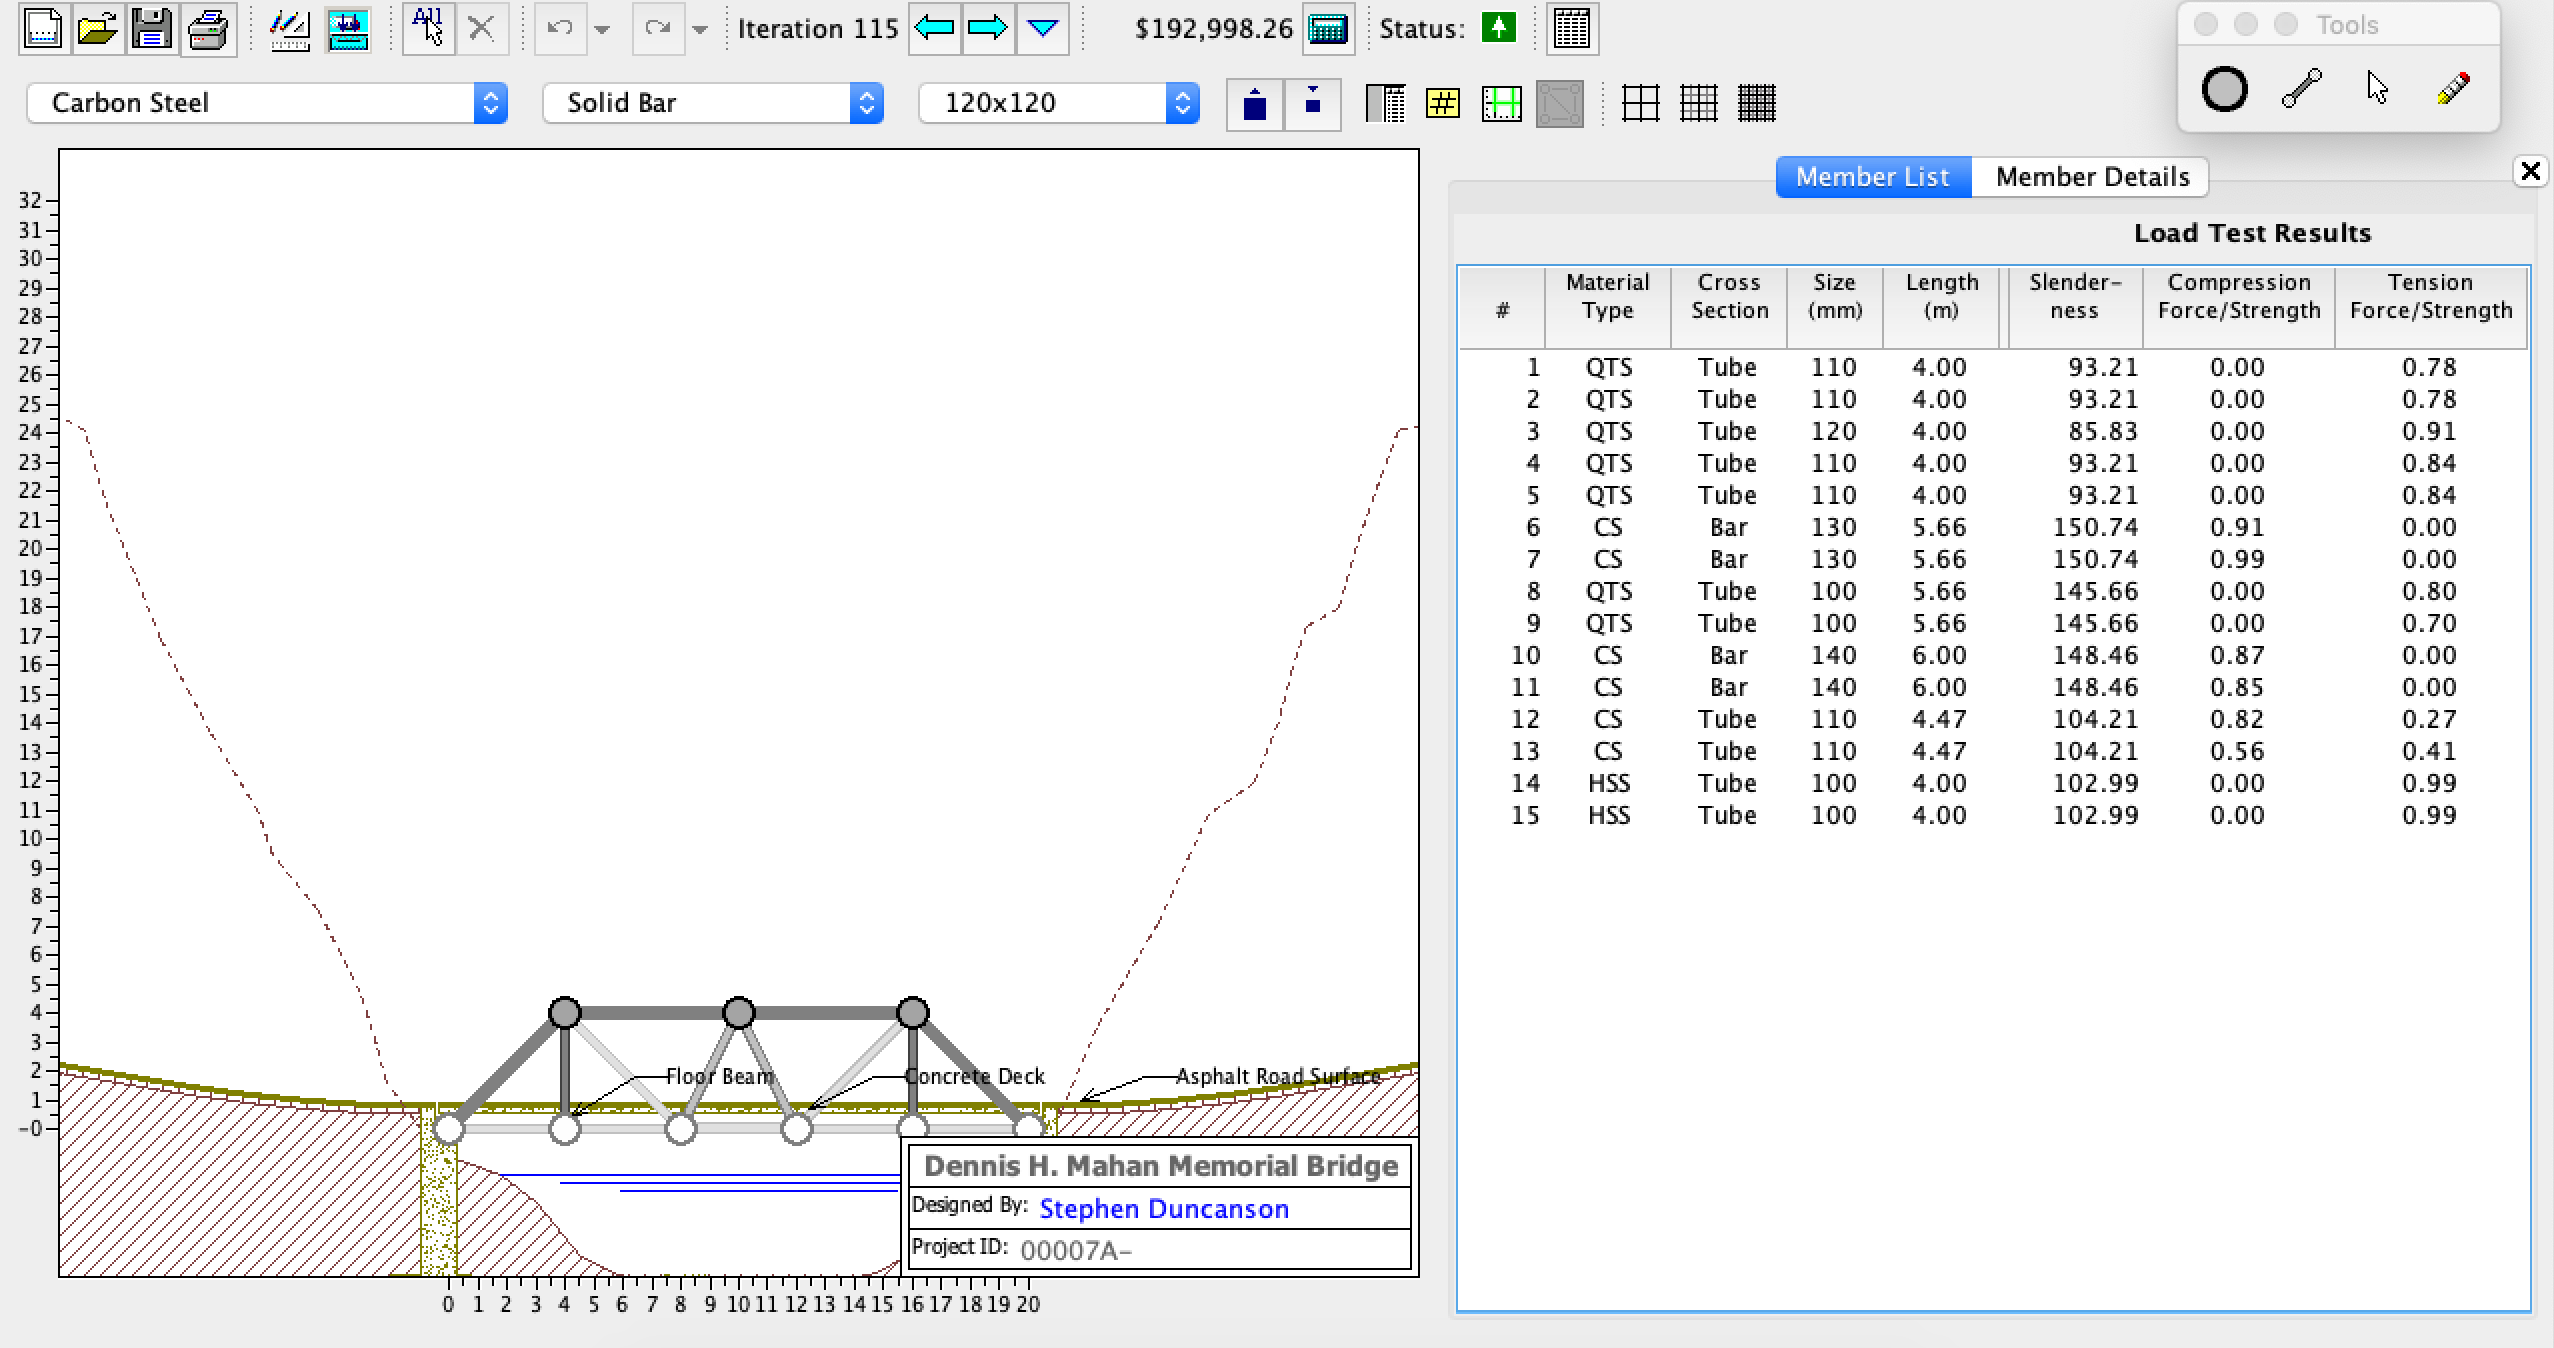 All
Iteration 115
$192,998.26
Status:
Tools
Carbon Steel
Solid Bar
120x120
#
Member List
Member Details
Load Test Results
# Material Type Cross Section Size (mm) Length (m) Slender- ness Compression Force/Strength Tension Force/Strength
1 QTS Tube 110 4.00 93.21 0.00 0.78
2 QTS Tube 110 4.00 93.21 0.00 0.78
3 QTS Tube 120 4.00 85.83 0.00 0.91
4 QTS Tube 110 4.00 93.21 0.00 0.84
5 QTS Tube 110 4.00 93.21 0.00 0.84
6 CS Bar 130 5.66 150.74 0.91 0.00
7 CS Bar 130 5.66 150.74 0.99 0.00
8 QTS Tube 100 5.66 145.66 0.00 0.80
9 QTS Tube 100 5.66 145.66 0.00 0.70
10 CS Bar 140 6.00 148.46 0.87 0.00
11 CS Bar 140 6.00 148.46 0.85 0.00
12 CS Tube 110 4.47 104.21 0.82 0.27
13 CS Tube 110 4.47 104.21 0.56 0.41
14 HSS Tube 100 4.00 102.99 0.00 0.99
15 HSS Tube 100 4.00 102.99 0.00 0.99
32
31
30
29
28
27
26
25
24
23
22
21
20
19
18
17
16
15
14
13
12
11
10
9
8
7
6
5
4
3
2
1
-0
Floor Beam
Concrete Deck
Asphalt Road Surface
Dennis H. Mahan Memorial Bridge
Designed By: Stephen Duncanson
Project ID: 00007A-
0 1 2 3 4 5 6 7 8 9 10 11 12 13 14 15 16 17 18 19 20